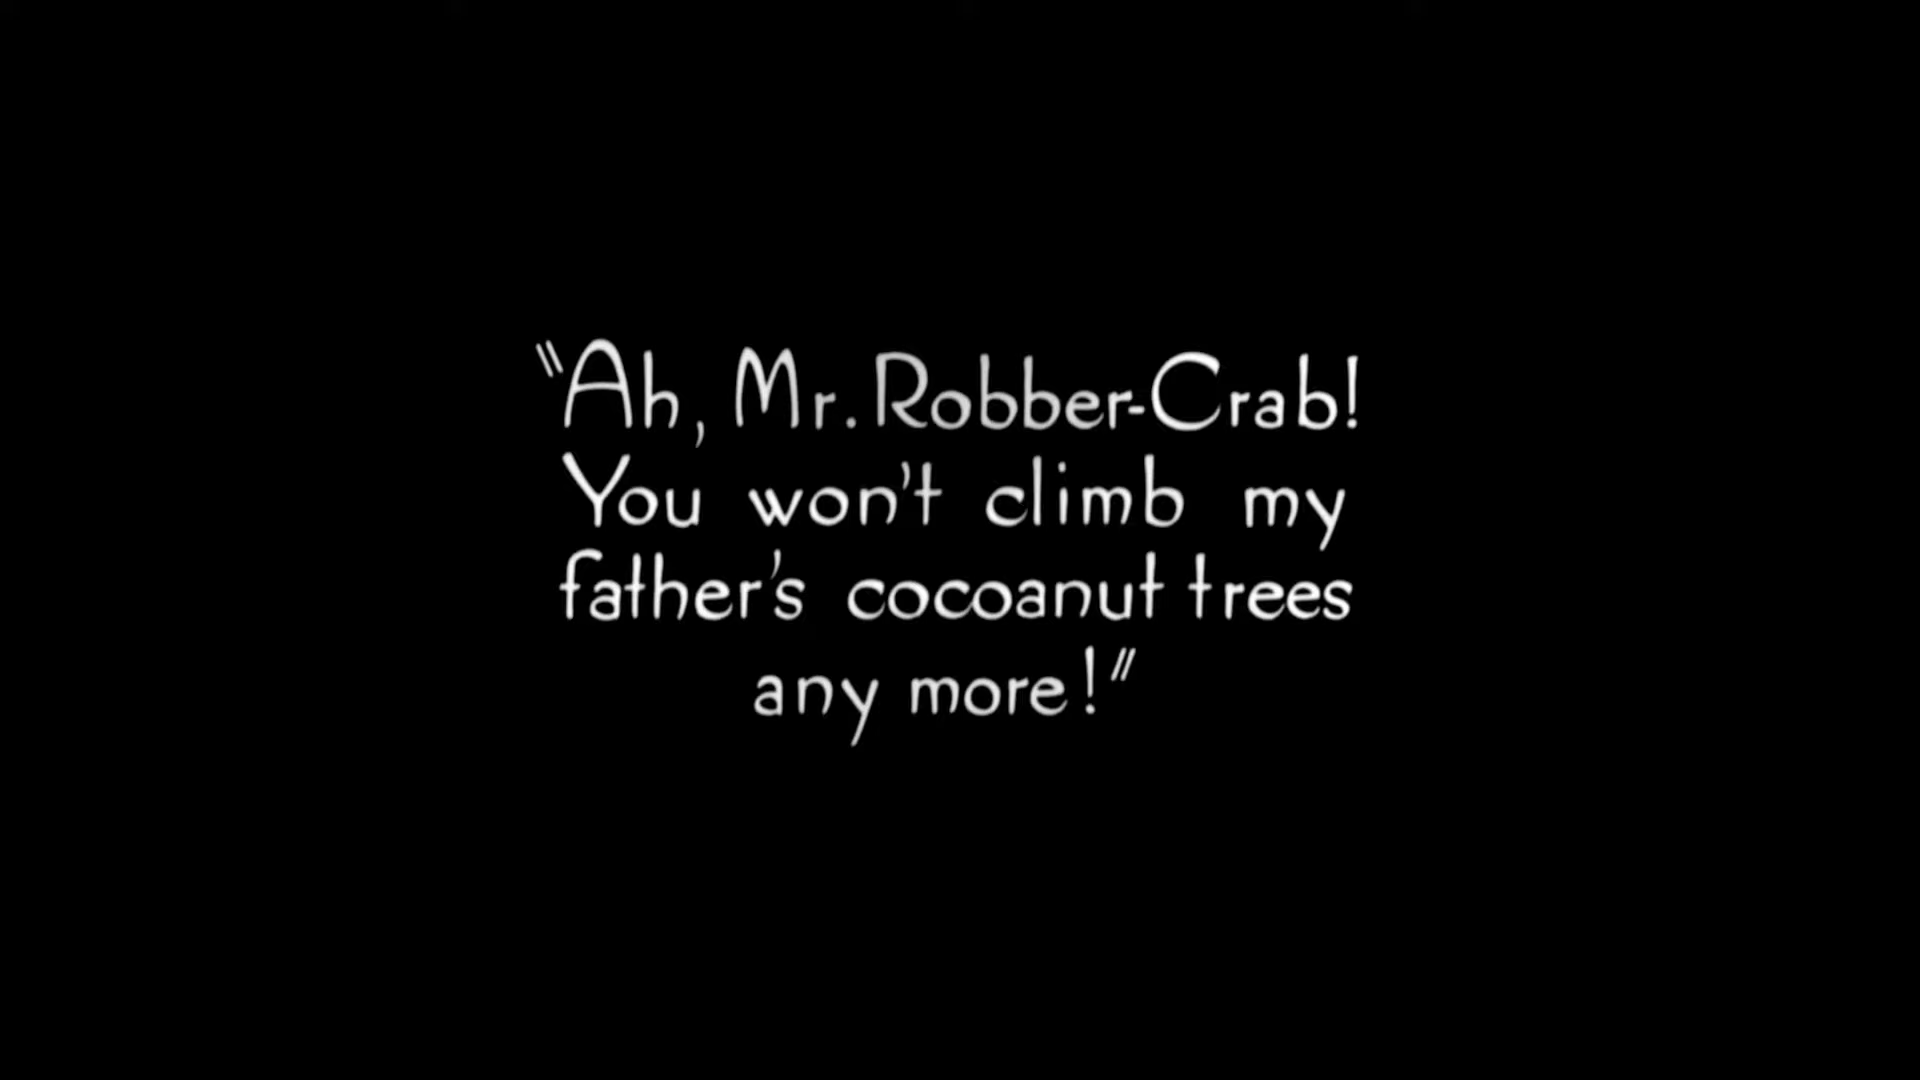 "Ah, Mr. Robber-Crab!
You won't climb my
father's cocoanut trees
any more!"